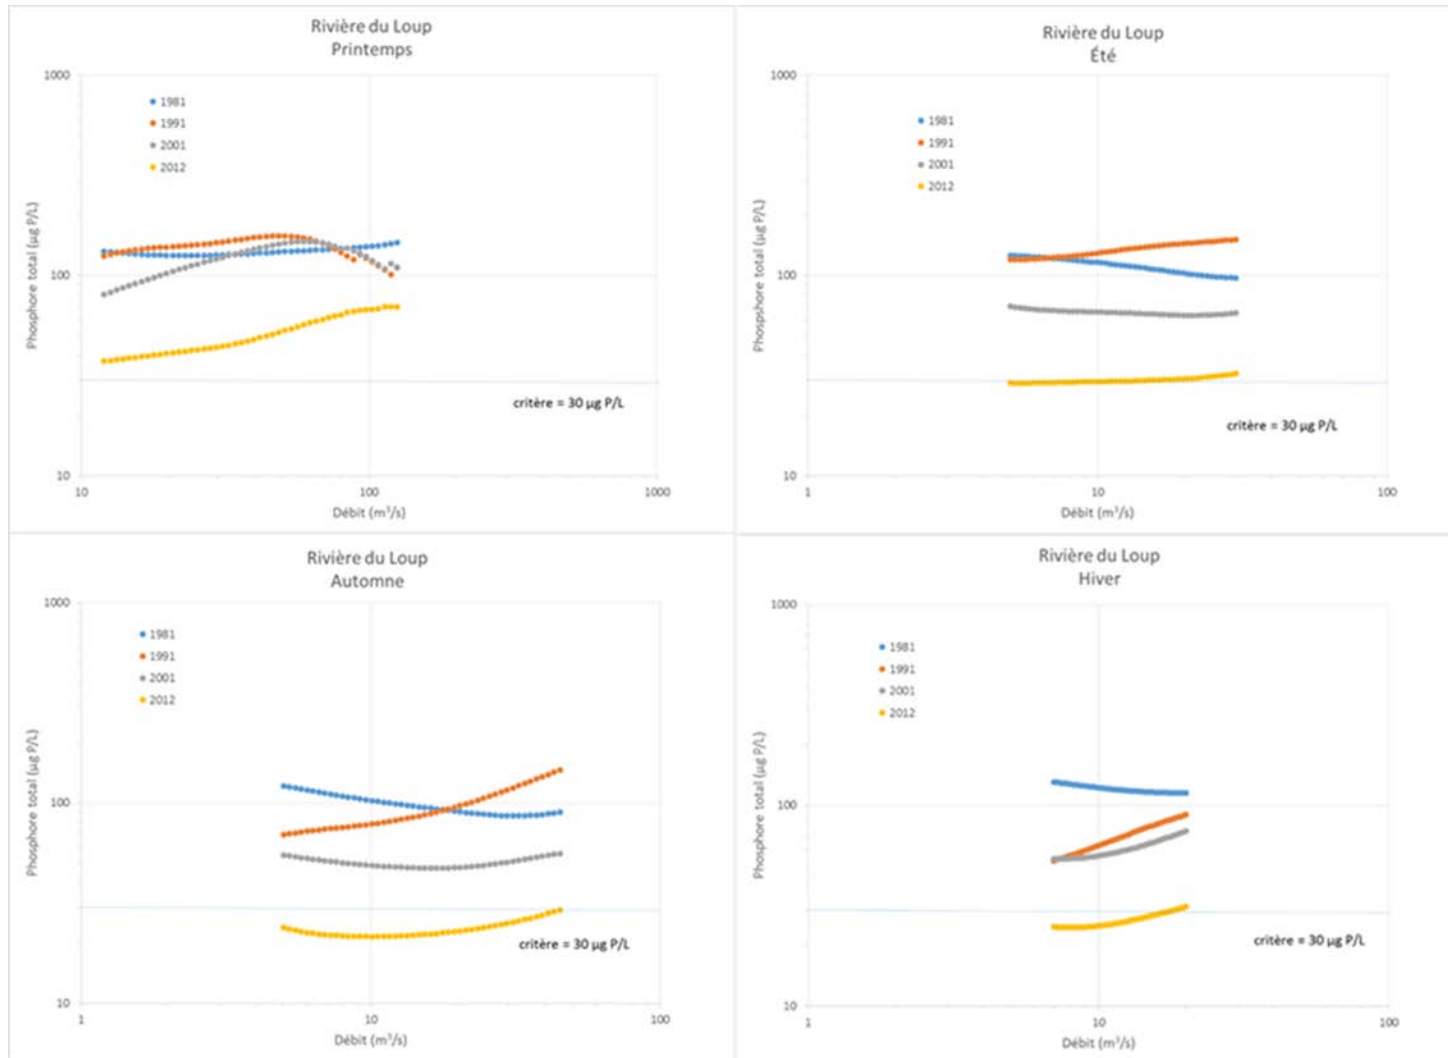 Rivière du Loup
Printemps
1000
1981
1991
2001
2012
Phosphore total (µg P/L)
100
critère = 30 µg P/L
10
10
100
1000
Débit (m³/s)
Rivière du Loup
Été
1000
1981
1991
2001
2012
Phospshore total (µg P/L)
100
critère = 30 µg P/L
10
1
10
100
Débit (m³/s)
Rivière du Loup
Automne
1000
1981
1991
2001
2012
Phosphore total (µg P/L)
100
critère = 30 µg P/L
10
1
10
100
Débit (m³/s)
Rivière du Loup
Hiver
1000
1981
1991
2001
2012
Phosphore total (µg P/L)
100
critère = 30 µg P/L
10
1
10
100
Débit (m³/s)